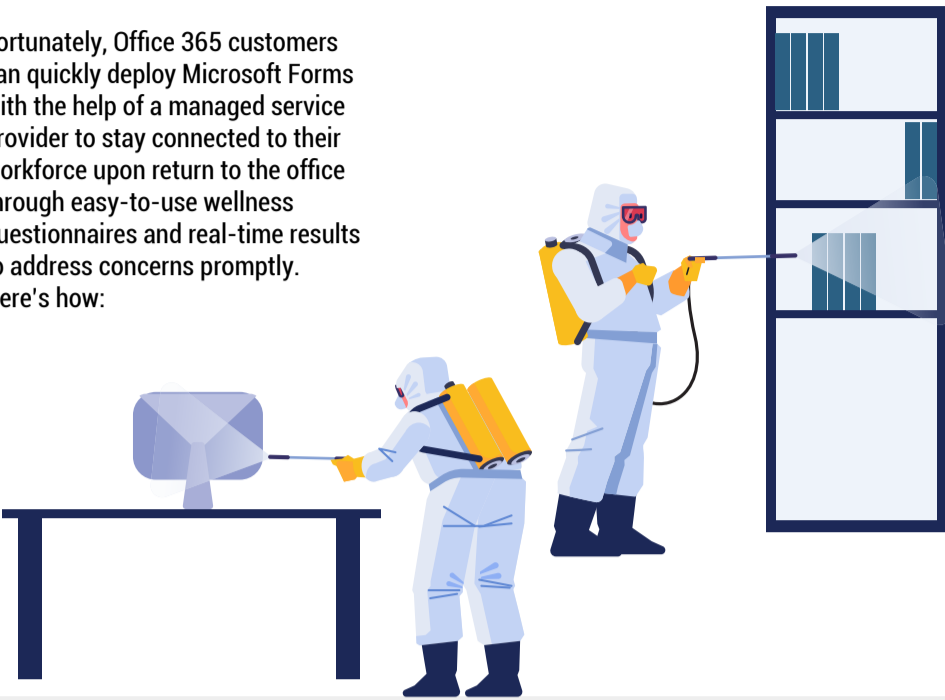 ortunately, Office 365 customers
an quickly deploy Microsoft Forms
ith the help of a managed service
rovider to stay connected to their
orkforce upon return to the office
rough easy-to-use wellness
uestionnaires and real-time results
o address concerns promptly.
ere's how: